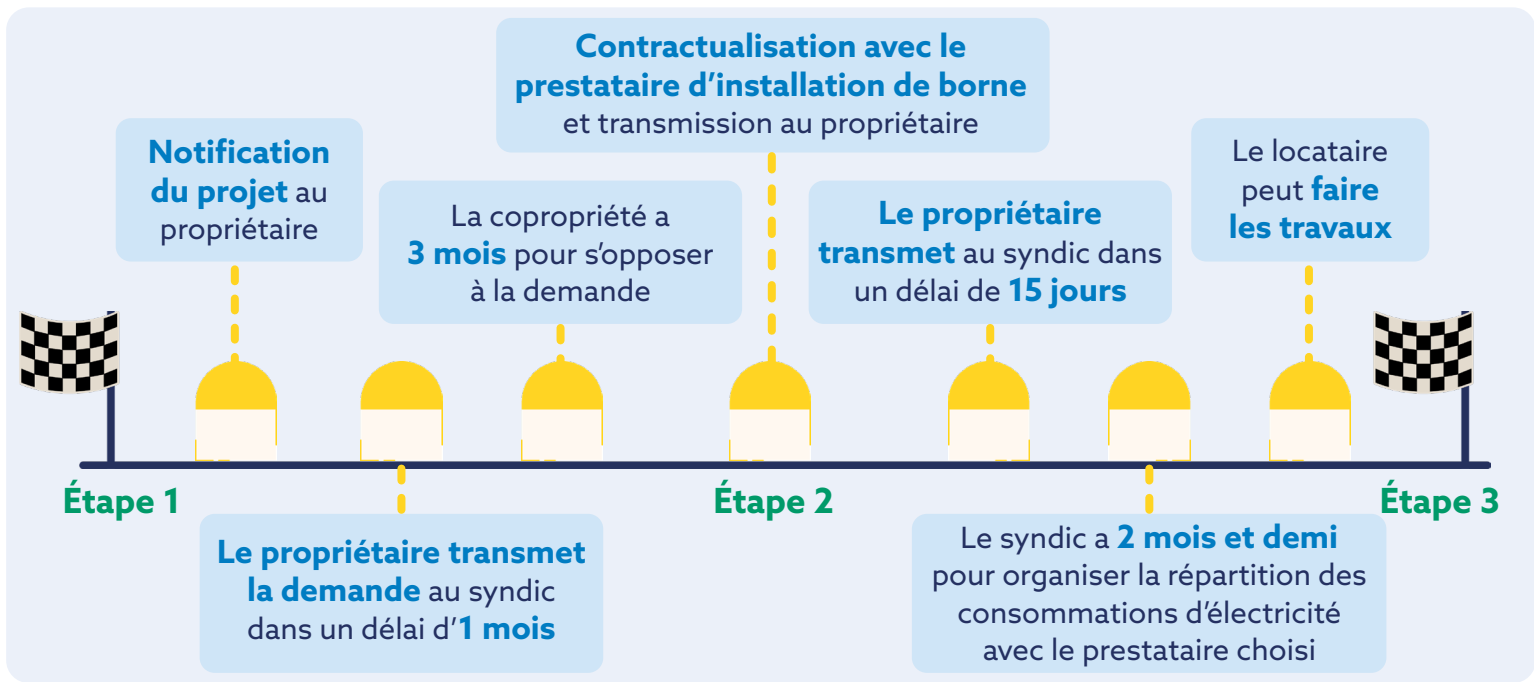 Notification
du projet au
propriétaire
Le propriétaire transmet
la demande au syndic
dans un délai d’1 mois
La copropriété a
3 mois pour s’opposer
à la demande
Contractualisation avec le
prestataire d’installation de borne
et transmission au propriétaire
Le propriétaire
transmet au syndic dans
un délai de 15 jours
Le syndic a 2 mois et demi
pour organiser la répartition des
consommations d’électricité
avec le prestataire choisi
Le locataire
peut faire
les travaux
Étape 1
Étape 2
Étape 3